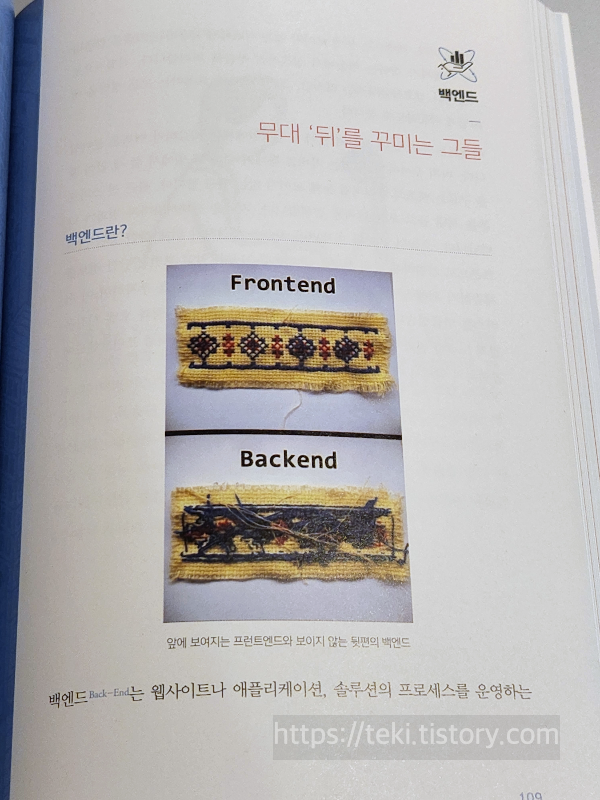 백엔드
무대 ‘뒤’를 꾸미는 그들
백엔드란?
Frontend
Backend
앞에 보여지는 프런트엔드와 보이지 않는 뒷편의 백엔드
백엔드Back-End는 웹사이트나 애플리케이션, 솔루션의 프로세스를 운영하는
https://teki.tistory.com
109